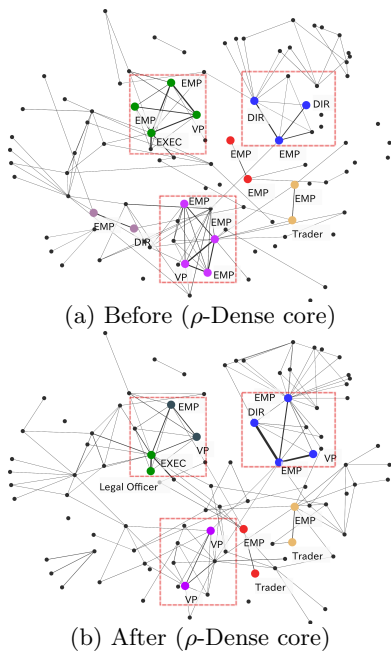 EMP
DIR
DIR
EMP
VP
EXEC
EMP
EMP
EMP
EMP
EMP
EMP
EMP
DIR
Trader
VP
EMP
(a) Before (ρ-Dense core)
EMP
EMP
DIR
VP
EXEC
EMP
VP
Legal Officer
EMP
VP
EMP
Trader
Trader
VP
(b) After (ρ-Dense core)